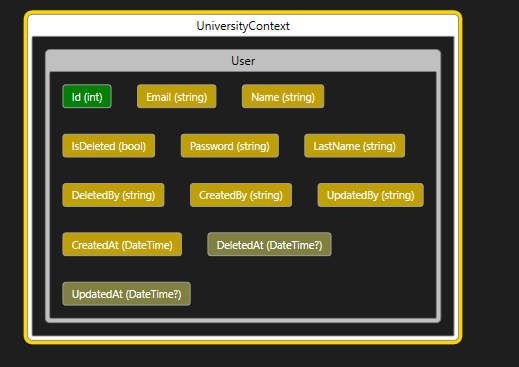 UniversityContext
User
Id (int) Email (string) Name (string)
IsDeleted (bool) Password (string) LastName (string)
DeletedBy (string) CreatedBy (string) UpdatedBy (string)
CreatedAt (DateTime) DeletedAt (DateTime?)
UpdatedAt (DateTime?)